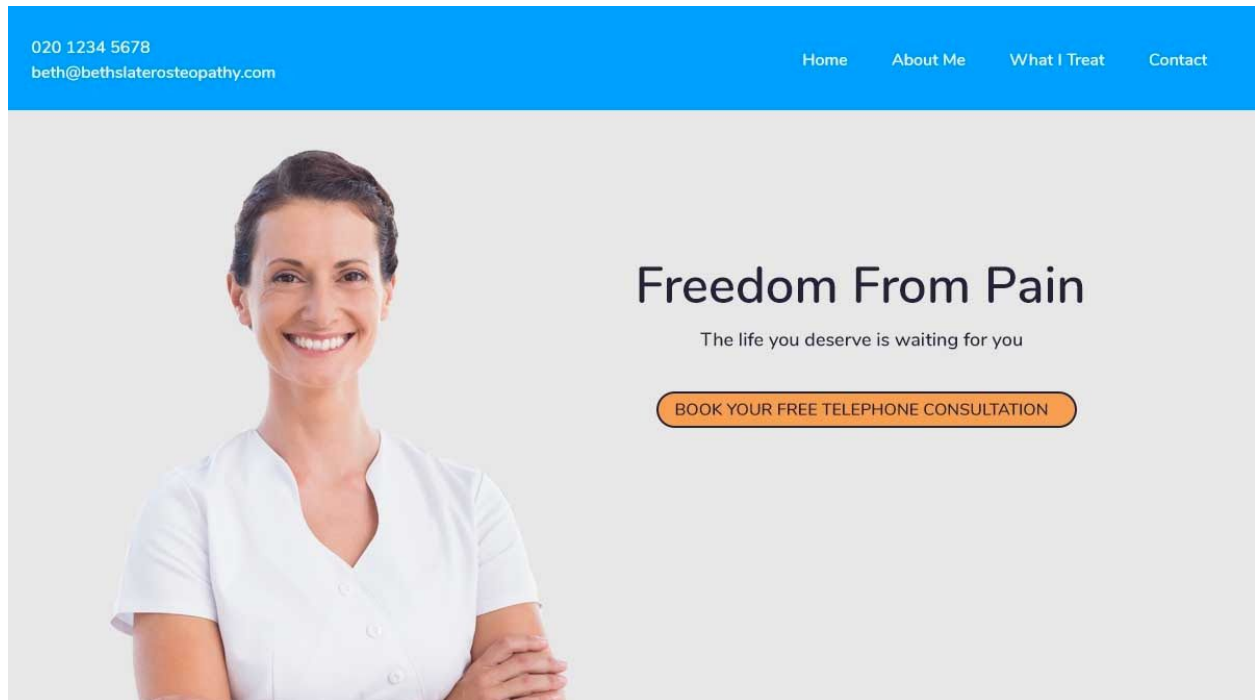 020 1234 5678
beth@bethslaterosteopathy.com
Home About Me What I Treat Contact
Freedom From Pain
The life you deserve is waiting for you
BOOK YOUR FREE TELEPHONE CONSULTATION